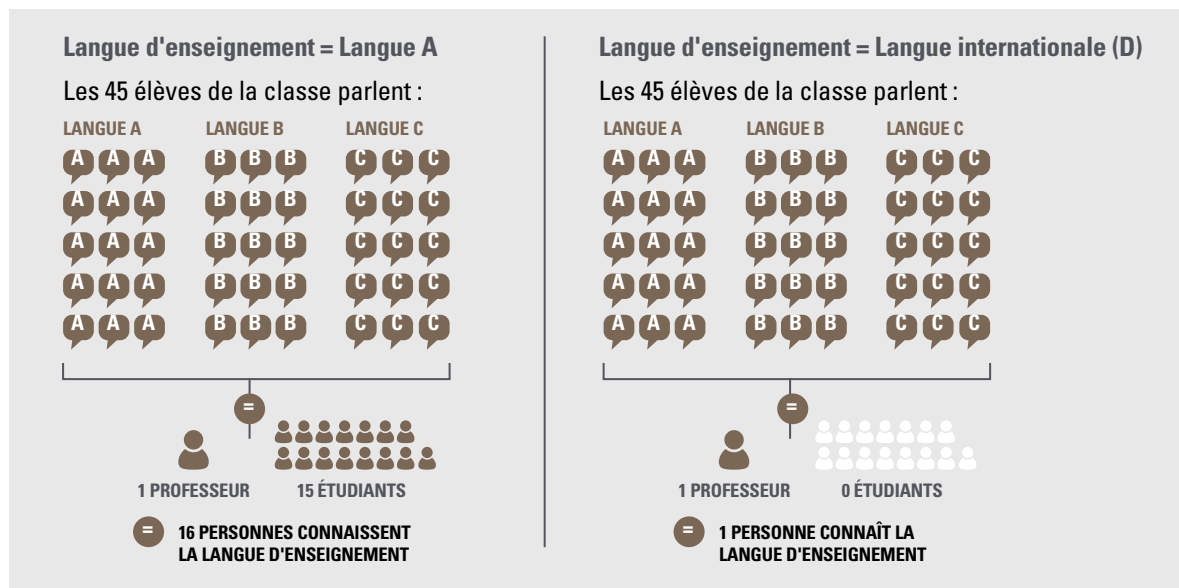 Langue d'enseignement = Langue A
Les 45 élèves de la classe parlent :
LANGUE A LANGUE B LANGUE C
A A A B B B C C C
A A A B B B C C C
A A A B B B C C C
A A A B B B C C C
A A A B B B C C C
=
1 PROFESSEUR 15 ÉTUDIANTS
= 16 PERSONNES CONNAISSENT
LA LANGUE D'ENSEIGNEMENT
Langue d'enseignement = Langue internationale (D)
Les 45 élèves de la classe parlent :
LANGUE A LANGUE B LANGUE C
A A A B B B C C C
A A A B B B C C C
A A A B B B C C C
A A A B B B C C C
A A A B B B C C C
=
1 PROFESSEUR 0 ÉTUDIANTS
= 1 PERSONNE CONNAÎT LA
LANGUE D'ENSEIGNEMENT